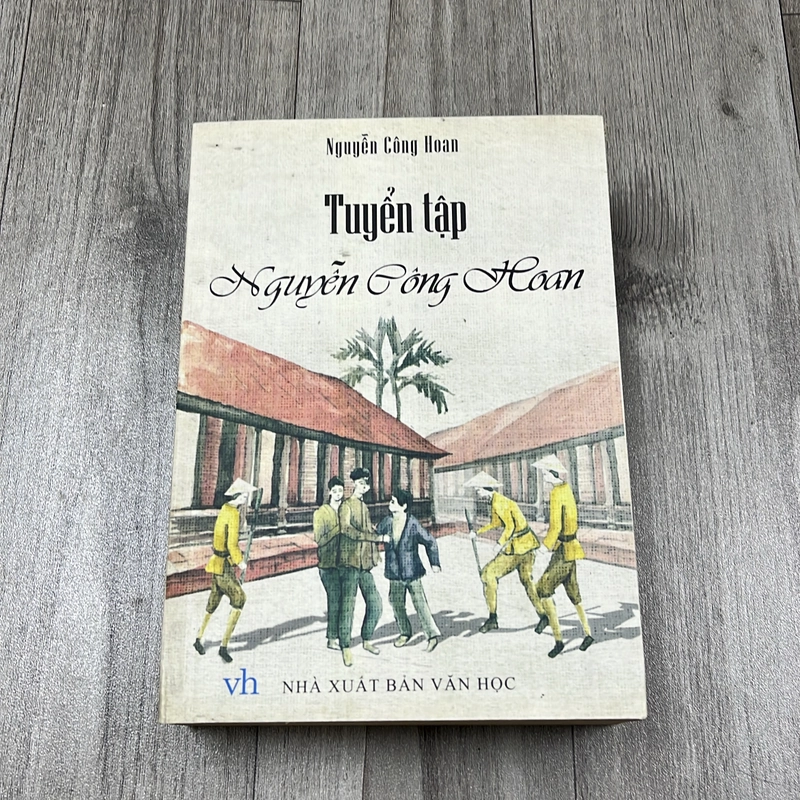 Nguyễn Công Hoan
Tuyển tập
Nguyễn Công Hoan
vh NHÀ XUẤT BẢN VĂN HỌC